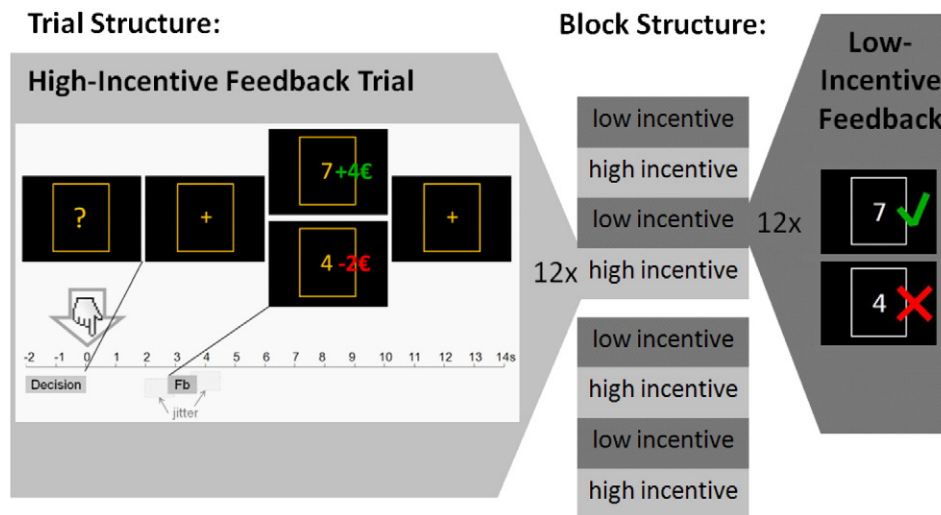 Trial Structure:
High-Incentive Feedback Trial
?
+
7 +4€
4 -2€
+
-2 -1 0 1 2 3 4 5 6 7 8 9 10 11 12 13 14s
Decision
Fb
jitter
12x
Block Structure:
low incentive
high incentive
low incentive
high incentive
low incentive
high incentive
low incentive
high incentive
12x
Low-
Incentive
Feedback
7
4